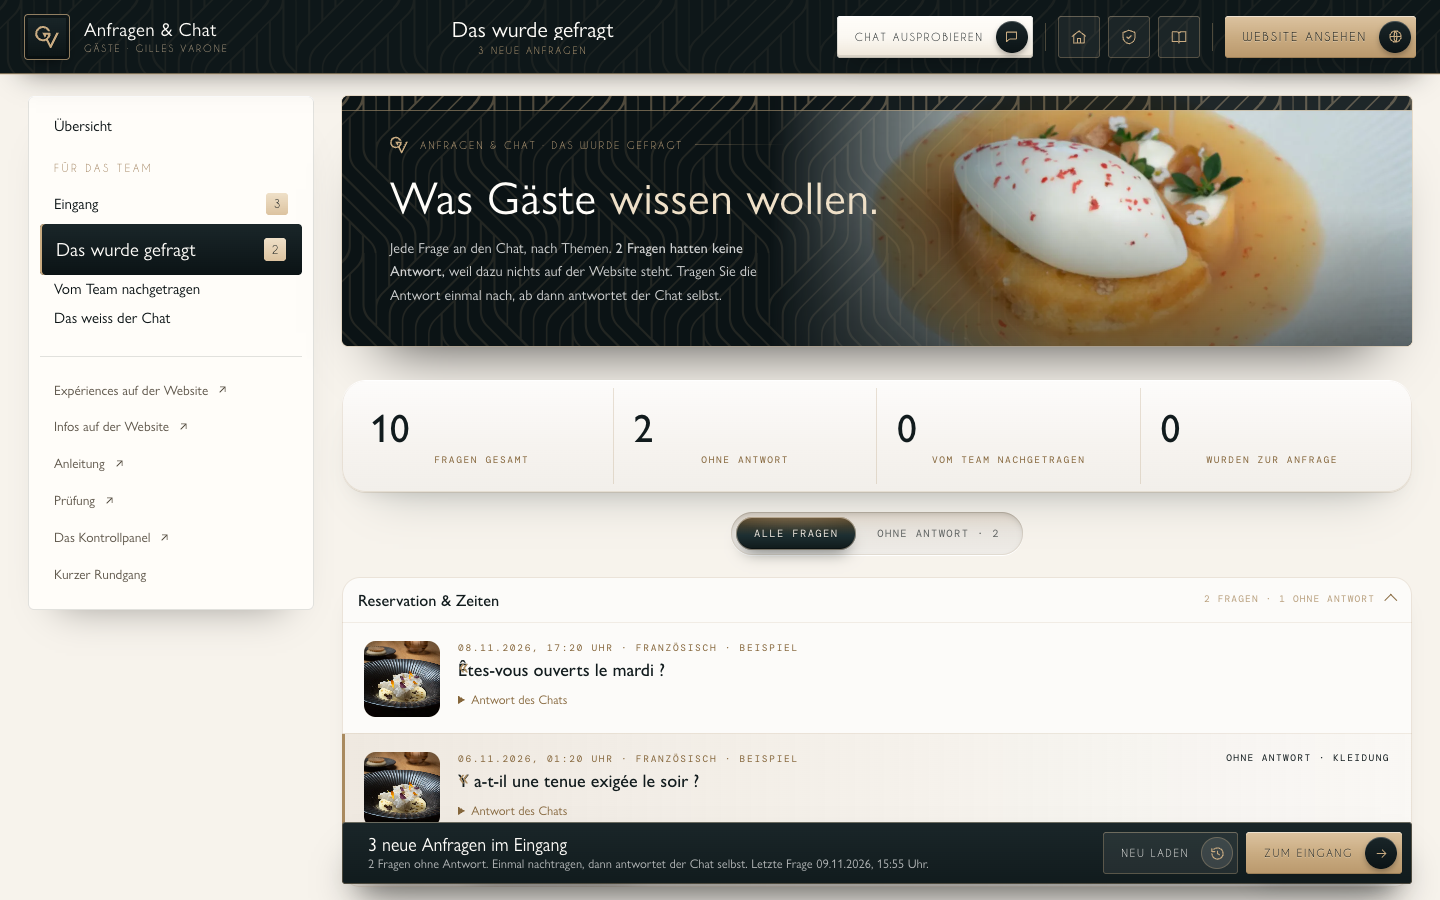 Anfragen & Chat
GÄSTE · GILLES VARONE
Das wurde gefragt
3 NEUE ANFRAGEN
CHAT AUSPROBIEREN
WEBSITE ANSEHEN
Übersicht
FÜR DAS TEAM
Eingang 3
Das wurde gefragt 2
Vom Team nachgetragen
Das weiss der Chat
Expériences auf der Website
Infos auf der Website
Anleitung
Prüfung
Das Kontrollpanel
Kurzer Rundgang
ANFRAGEN & CHAT · DAS WURDE GEFRAGT
Was Gäste wissen wollen.
Jede Frage an den Chat, nach Themen. 2 Fragen hatten keine
Antwort, weil dazu nichts auf der Website steht. Tragen Sie die
Antwort einmal nach, ab dann antwortet der Chat selbst.
10
FRAGEN GESAMT
2
OHNE ANTWORT
0
VOM TEAM NACHGETRAGEN
0
WURDEN ZUR ANFRAGE
ALLE FRAGEN
OHNE ANTWORT · 2
Reservation & Zeiten
2 FRAGEN · 1 OHNE ANTWORT
08.11.2026, 17:20 UHR · FRANZÖSISCH · BEISPIEL
Êtes-vous ouverts le mardi ?
Antwort des Chats
06.11.2026, 01:20 UHR · FRANZÖSISCH · BEISPIEL
OHNE ANTWORT · KLEIDUNG
Y a-t-il une tenue exigée le soir ?
Antwort des Chats
3 neue Anfragen im Eingang
2 Fragen ohne Antwort. Einmal nachtragen, dann antwortet der Chat selbst. Letzte Frage 09.11.2026, 15:55 Uhr.
NEU LADEN
ZUM EINGANG